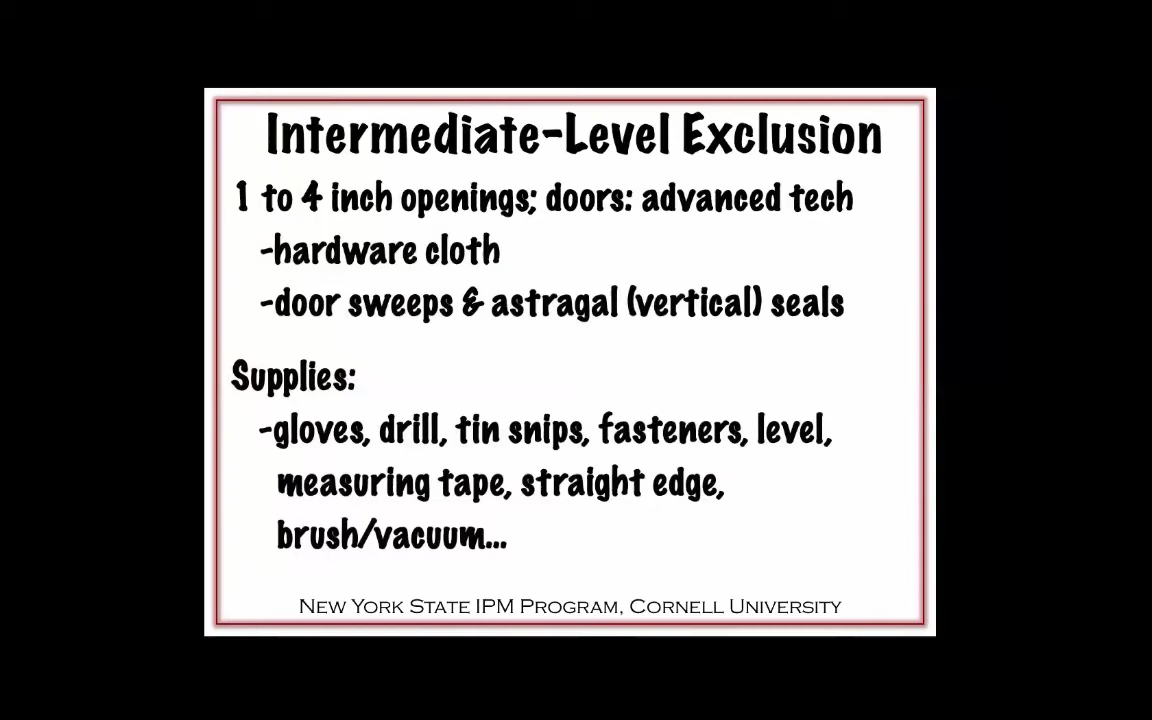 Intermediate-Level Exclusion
1 to 4 inch openings; doors: advanced tech
-hardware cloth
-door sweeps & astragal (vertical) seals
Supplies:
-gloves, drill, tin snips, fasteners, level,
measuring tape, straight edge,
brush/vacuum...
New York State IPM Program, Cornell University